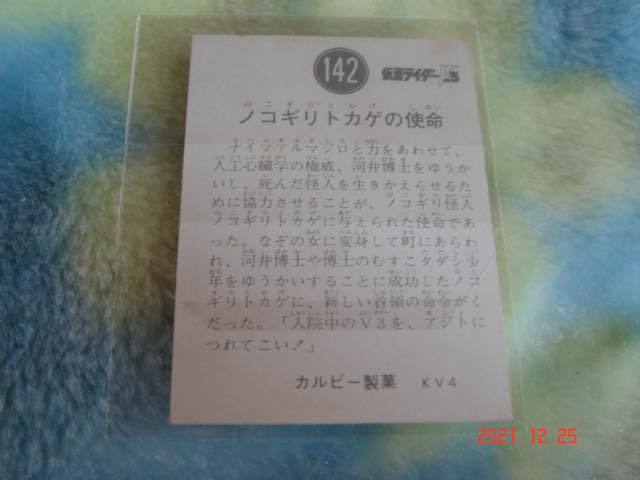 142
仮面ライダーV3
ノコギリトカゲの使命
ナイフアルマジロと力をあわせて、
人工心臓学の権威、河井博士をゆうか
いし、死んだ怪人を生きかえらせるた
めに協力させることが、ノコギリ怪人
ノコギリトカゲに与えられた使命であ
った。なぞの女に変身して町にあらわ
れ、河井博士や博士のむすこタダシ少
年をゆうかいすることに成功したノコ
ギリトカゲに、新しい首領の命令がく
だった。「入院中のV3を、アジトに
つれてこい!」
カルビー製菓 KV4
2021 12 25